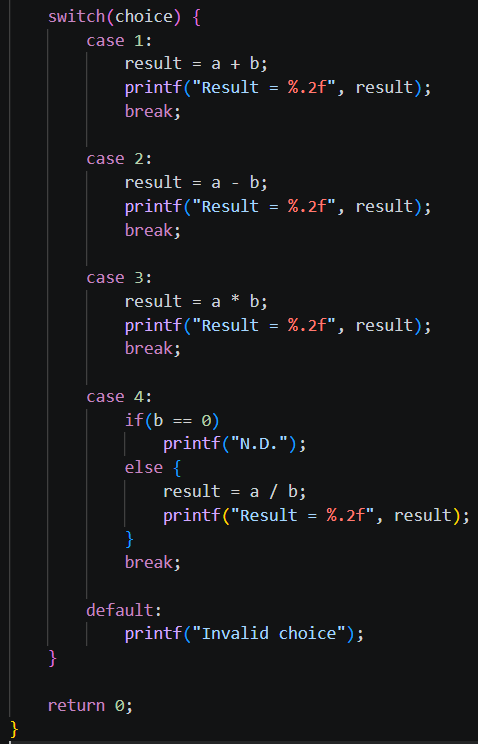 switch(choice) {
case 1:
result = a + b;
printf("Result = %.2f", result);
break;
case 2:
result = a - b;
printf("Result = %.2f", result);
break;
case 3:
result = a * b;
printf("Result = %.2f", result);
break;
case 4:
if(b == 0)
printf("N.D.");
else {
result = a / b;
printf("Result = %.2f", result);
}
break;
default:
printf("Invalid choice");
}
return 0;
}